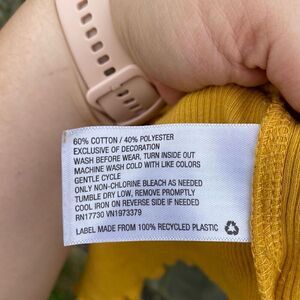 60% COTTON / 40% POLYESTER
EXCLUSIVE OF DECORATION
WASH BEFORE WEAR, TURN INSIDE OUT
MACHINE WASH COLD WITH LIKE COLORS
GENTLE CYCLE
ONLY NON-CHLORINE BLEACH AS NEEDED
TUMBLE DRY LOW, REMOVE PROMPTLY
COOL IRON ON REVERSE SIDE IF NEEDED
RN17730 VN1973379
LABEL MADE FROM 100% RECYCLED PLASTIC